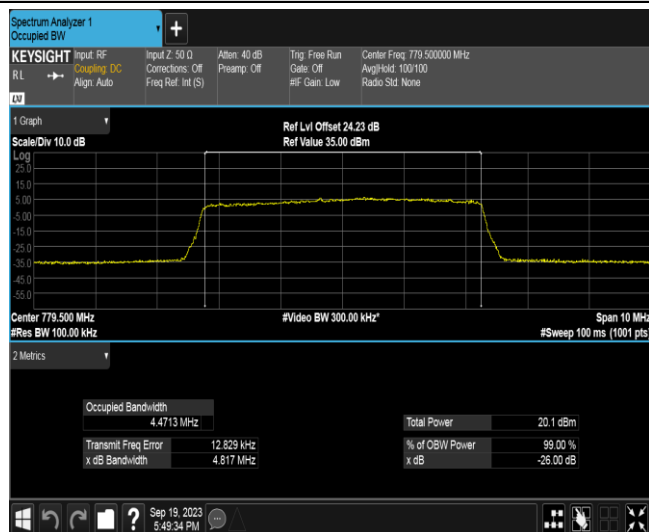 Spectrum Analyzer 1
Occupied BW
+
KEYSIGHT Input: RF Input Z: 50 Ω Atten: 40 dB Trig: Free Run Center Freq: 779.500000 MHz
RL Coupling: DC Corrections: Off Preamp: Off Gate: Off Avg|Hold: 100/100
Align: Auto Freq Ref: Int (S) #IF Gain: Low Radio Std: None
LXI
1 Graph
Ref Lvl Offset 24.23 dB
Scale/Div 10.0 dB Ref Value 35.00 dBm
Log
25.0
15.0
5.00
-5.00
-15.0
-25.0
-35.0
-45.0
-55.0
Center 779.500 MHz #Video BW 300.00 kHz* Span 10 MHz
#Res BW 100.00 kHz #Sweep 100 ms (1001 pts)
2 Metrics
Occupied Bandwidth
4.4713 MHz Total Power 20.1 dBm
Transmit Freq Error 12.829 kHz % of OBW Power 99.00 %
x dB Bandwidth 4.817 MHz x dB -26.00 dB
? Sep 19, 2023
5:49:34 PM